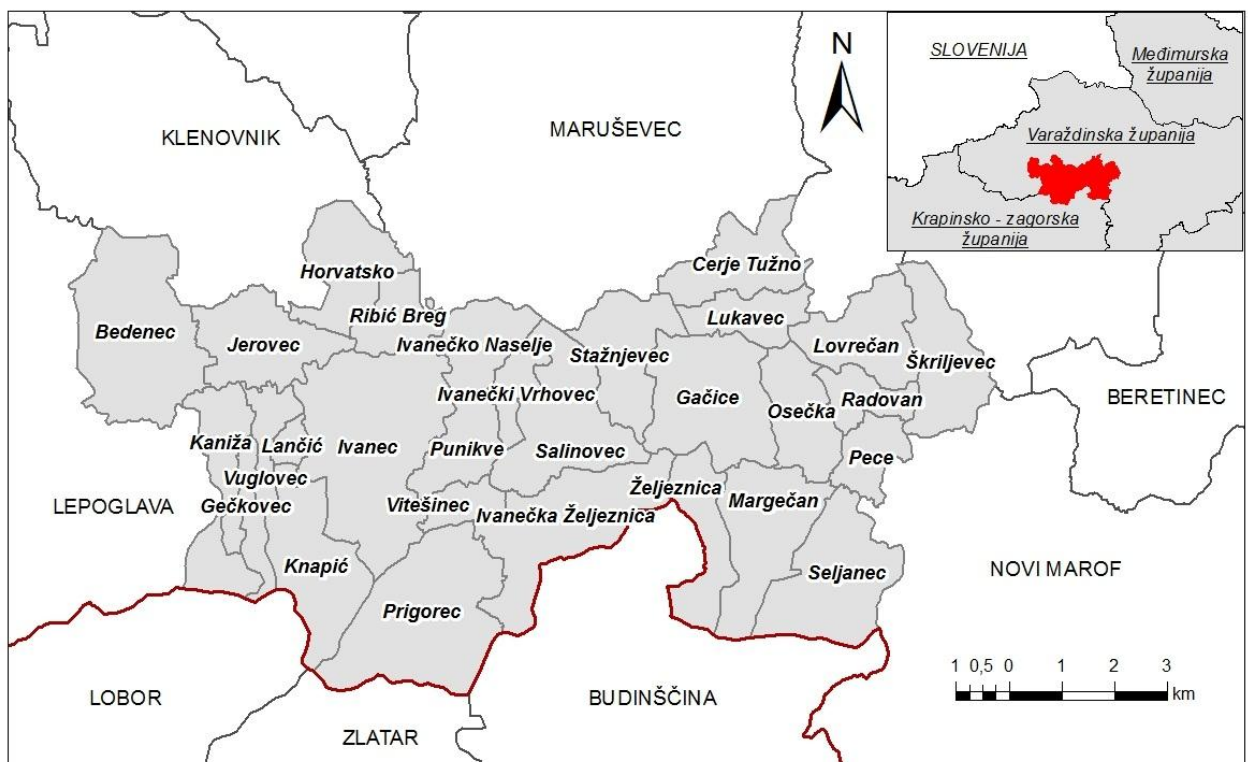 N
SLOVENIJA
Međimurska
županija
Varaždinska županija
Krapinsko - zagorska
županija
KLENOVNIK
MARUŠEVEC
Horvatsko
Cerje Tužno
Bedenec
Ribić Breg
Lukavec
Jerovec
Ivanečko Naselje
Stažnjevec
Lovrečan
Škriljevec
Ivanečki Vrhovec
Gačice
Osečka
Radovan
BERETINEC
Kaniža
Lančić
Ivanec
Punikve
Salinovec
Pece
Vuglovec
Željeznica
Margečan
LEPOGLAVA
Gečkovec
Vitešinec
Ivanečka Željeznica
Knapić
Seljanec
NOVI MAROF
Prigorec
LOBOR
BUDINŠČINA
ZLATAR
1 0,5 0 1 2 3
km